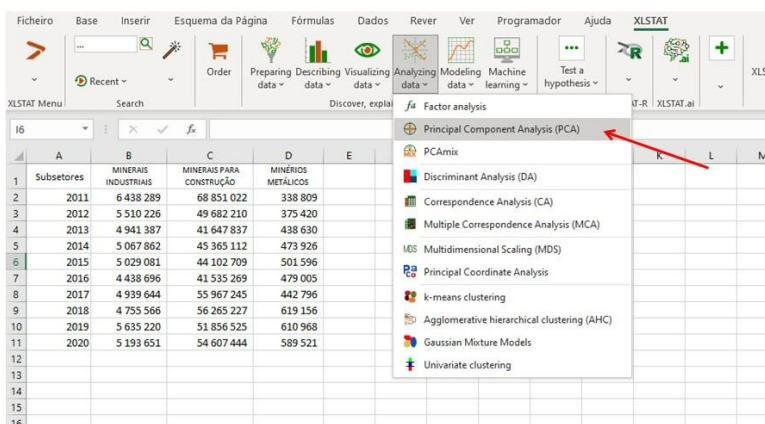 Ficheiro Base Inserir Esquema da Página Fórmulas Dados Rever Ver Programador Ajuda XLSTAT
...
Recent
Order
Preparing data
Describing data
Visualizing data
Analyzing data
Modeling data
Machine learning
Test a hypothesis
.ai
XLSTAT Menu Search Discover, explai T-R XLSTAT.ai XLS
I6 fx
fa Factor analysis
Principal Component Analysis (PCA)
PCAmix
Discriminant Analysis (DA)
Correspondence Analysis (CA)
Multiple Correspondence Analysis (MCA)
MDS Multidimensional Scaling (MDS)
Principal Coordinate Analysis
k-means clustering
Agglomerative hierarchical clustering (AHC)
Gaussian Mixture Models
Univariate clustering
A B C D E K L M
1 Subsetores MINERAIS INDUSTRIAIS MINERAIS PARA CONSTRUÇÃO MINÉRIOS METÁLICOS
2 2011 6 438 289 68 851 022 338 809
3 2012 5 510 226 49 682 210 375 420
4 2013 4 941 387 41 647 837 438 630
5 2014 5 067 862 45 365 112 473 926
6 2015 5 029 081 44 102 709 501 596
7 2016 4 438 696 41 535 269 479 005
8 2017 4 939 644 55 967 245 442 796
9 2018 4 755 566 56 265 227 619 156
10 2019 5 635 220 51 856 525 610 968
11 2020 5 193 651 54 607 444 589 521
12
13
14
15
16